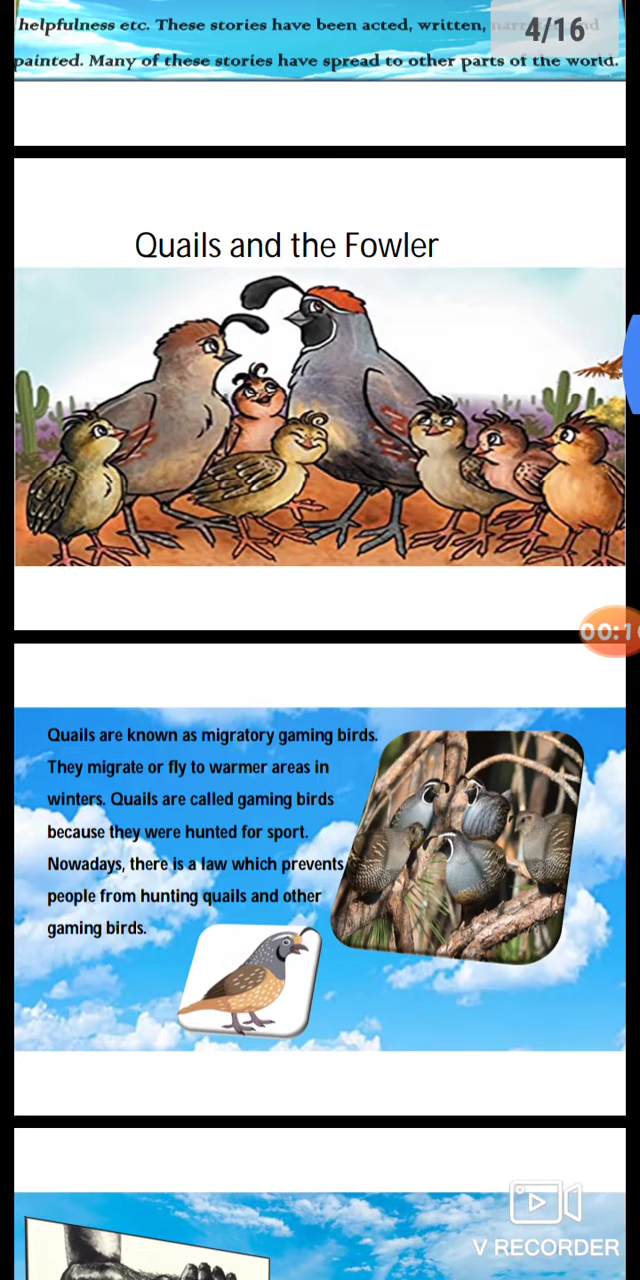 helpfulness etc. These stories have been acted, written,
4/16
painted. Many of these stories have spread to other parts of the world.
Quails and the Fowler
00:1
Quails are known as migratory gaming birds.
They migrate or fly to warmer areas in
winters. Quails are called gaming birds
because they were hunted for sport.
Nowadays, there is a law which prevents
people from hunting quails and other
gaming birds.
V RECORDER